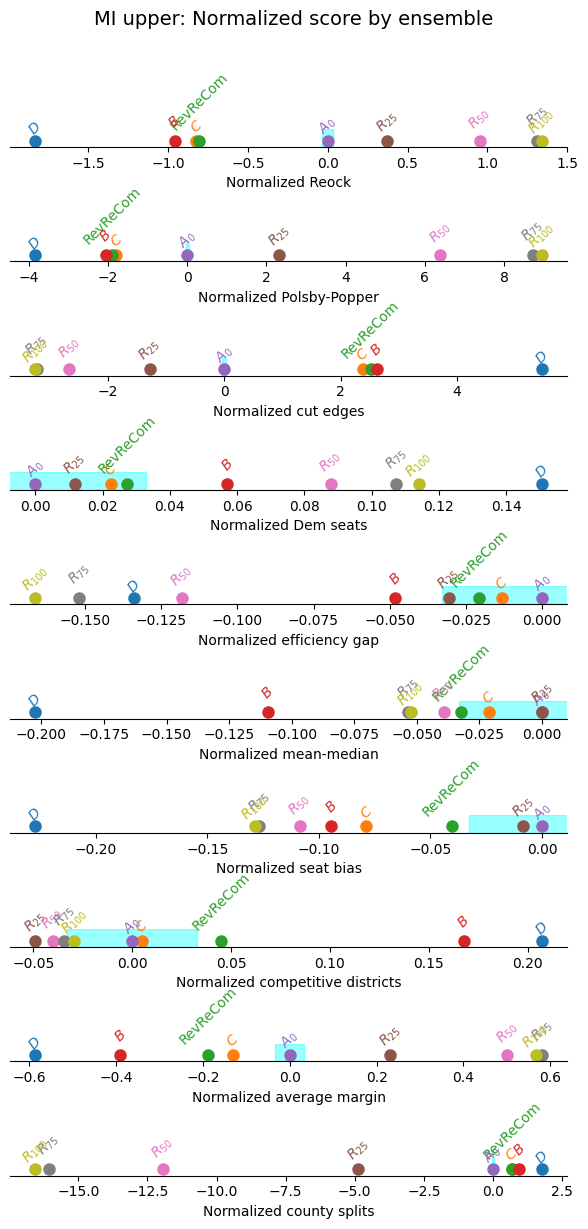 MI upper: Normalized score by ensemble
D B RevReCom C A₀ R₂₅ R₅₀ R₇₅ R₁₀₀
−1.5 −1.0 −0.5 0.0 0.5 1.0 1.5
Normalized Reock
D RevReCom B C A₀ R₂₅ R₅₀ R₇₅ R₁₀₀
−4 −2 0 2 4 6 8
Normalized Polsby-Popper
R₁₀₀ R₇₅ R₅₀ R₂₅ A₀ C RevReCom B D
−2 0 2 4
Normalized cut edges
A₀ R₂₅ C RevReCom B R₅₀ R₇₅ R₁₀₀ D
0.00 0.02 0.04 0.06 0.08 0.10 0.12 0.14
Normalized Dem seats
R₁₀₀ R₇₅ D R₅₀ B R₂₅ RevReCom C A₀
−0.150 −0.125 −0.100 −0.075 −0.050 −0.025 0.000
Normalized efficiency gap
D B R₇₅ R₁₀₀ R₅₀ RevReCom C A₀ R₂₅
−0.200 −0.175 −0.150 −0.125 −0.100 −0.075 −0.050 −0.025 0.000
Normalized mean-median
D R₁₀₀ R₇₅ R₅₀ B C RevReCom R₂₅ A₀
−0.20 −0.15 −0.10 −0.05 0.00
Normalized seat bias
R₂₅ R₅₀ R₇₅ R₁₀₀ A₀ C RevReCom B D
−0.05 0.00 0.05 0.10 0.15 0.20
Normalized competitive districts
D B RevReCom C A₀ R₂₅ R₅₀ R₁₀₀ R₇₅
−0.6 −0.4 −0.2 0.0 0.2 0.4 0.6
Normalized average margin
R₁₀₀ R₇₅ R₅₀ R₂₅ A₀ C RevReCom B D
−15.0 −12.5 −10.0 −7.5 −5.0 −2.5 0.0 2.5
Normalized county splits